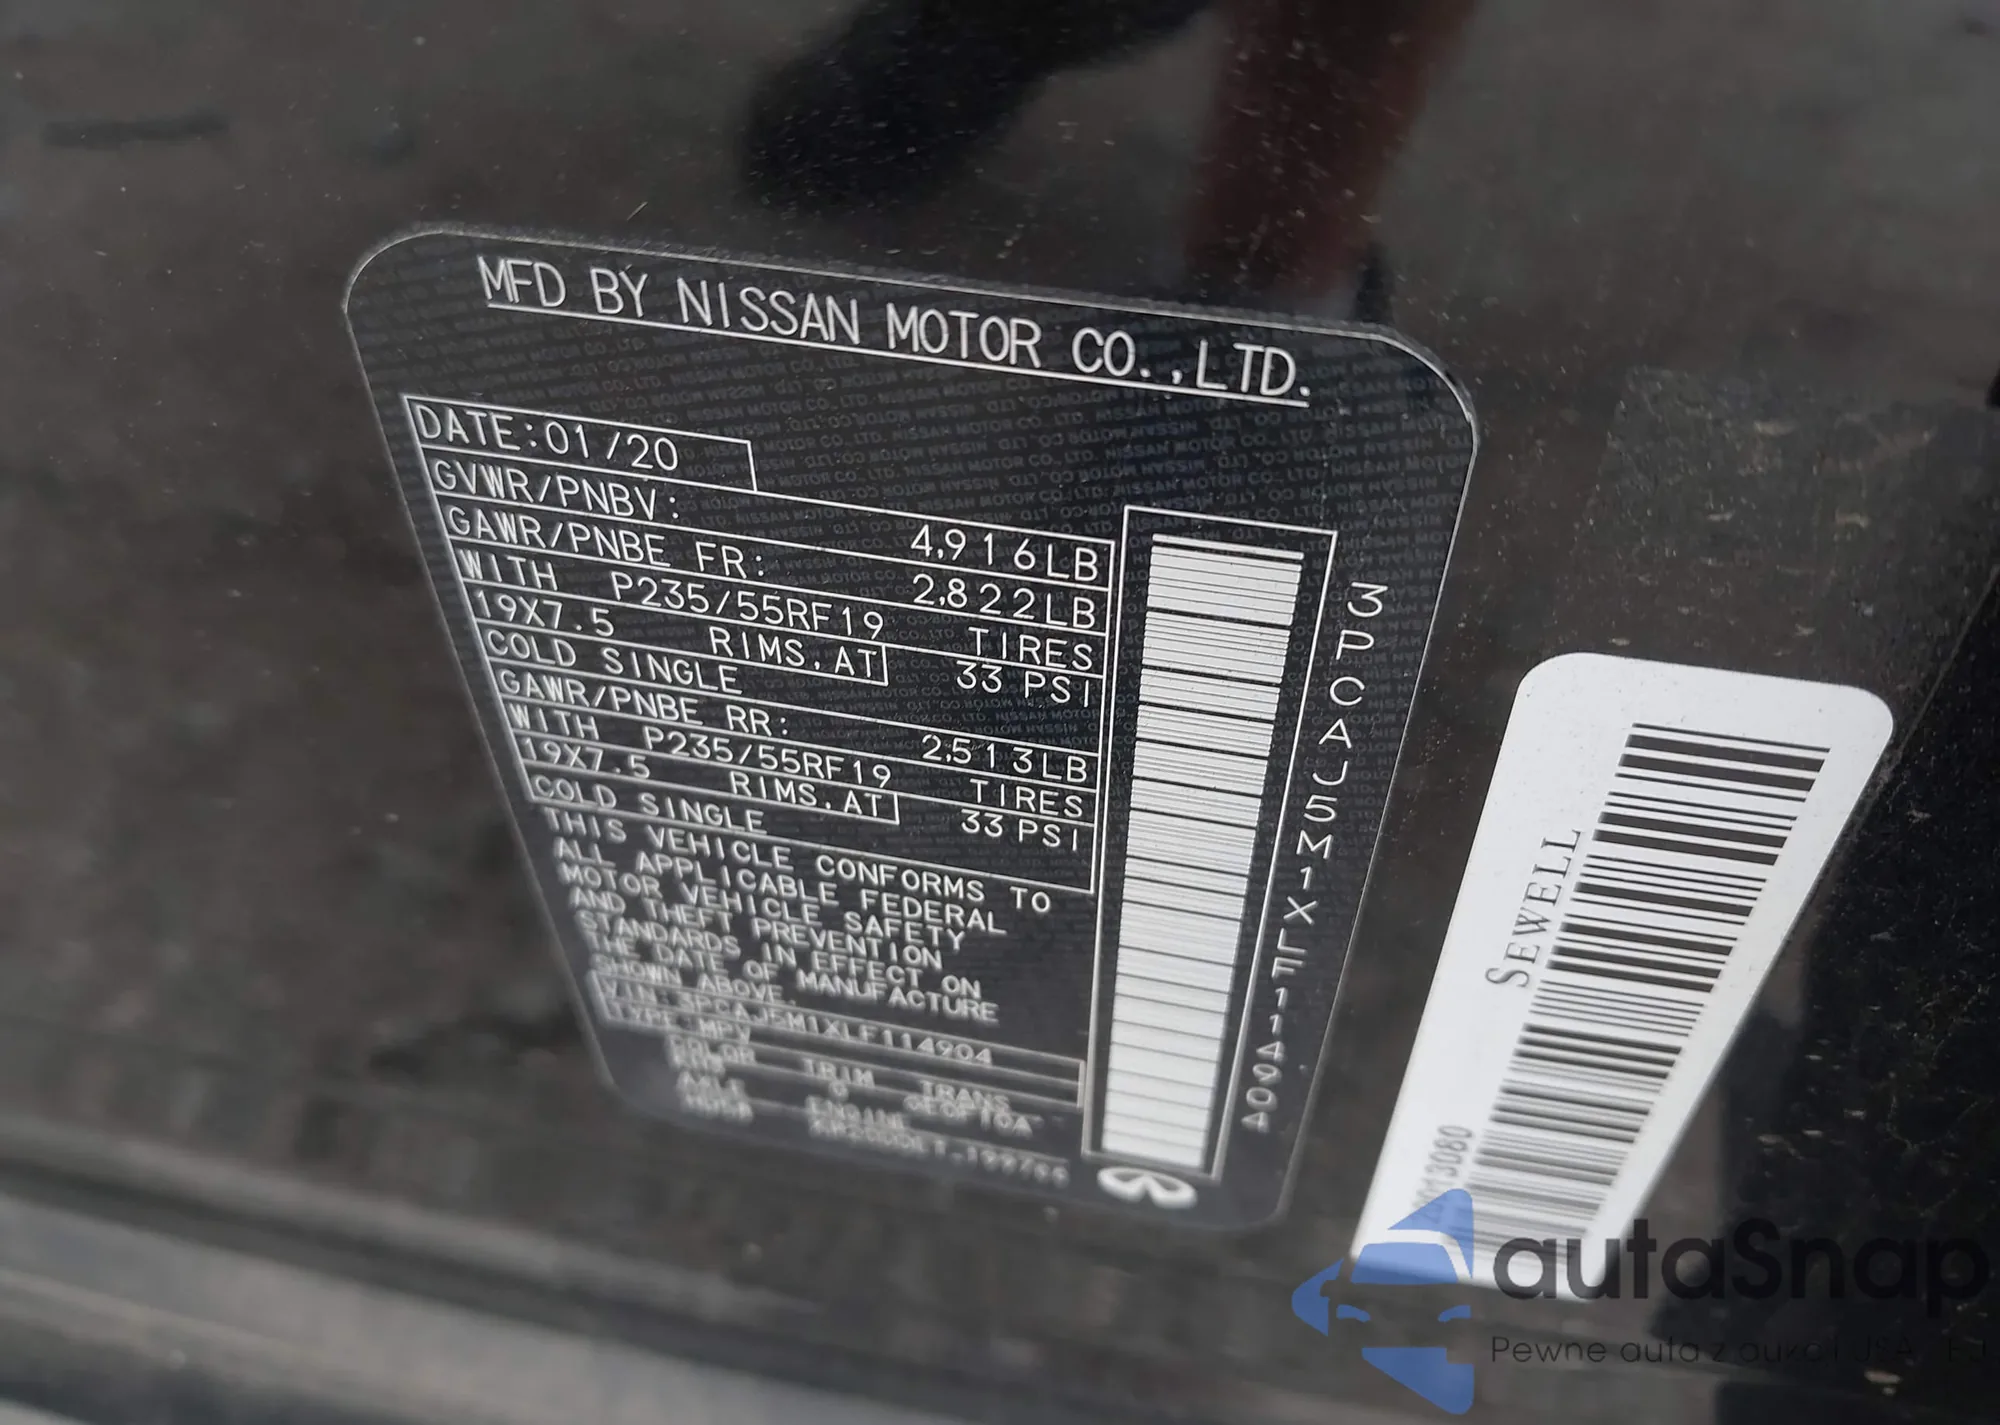 MFD BY NISSAN MOTOR CO.,LTD.
DATE:01/20
GVWR/PNBV: 4,916LB
GAWR/PNBE FR: 2,822LB
WITH P235/55RF19 TIRES
19X7.5 RIMS.AT 33 PSI
COLD SINGLE
GAWR/PNBE RR: 2,513LB
WITH P235/55RF19 TIRES
19X7.5 RIMS.AT 33 PSI
COLD SINGLE
THIS VEHICLE CONFORMS TO
ALL APPLICABLE FEDERAL
MOTOR VEHICLE SAFETY
AND THEFT PREVENTION
STANDARDS IN EFFECT ON
THE DATE OF MANUFACTURE
SHOWN ABOVE.
VIN:3PCAJ5M1XLF114904
TYPE:MPV
COLOR TRIM TRANS
AXLE ENGINE
3PCAJ5M1XLF114904
SEWELL
autaSnap
Pewne auta z aukcji USA